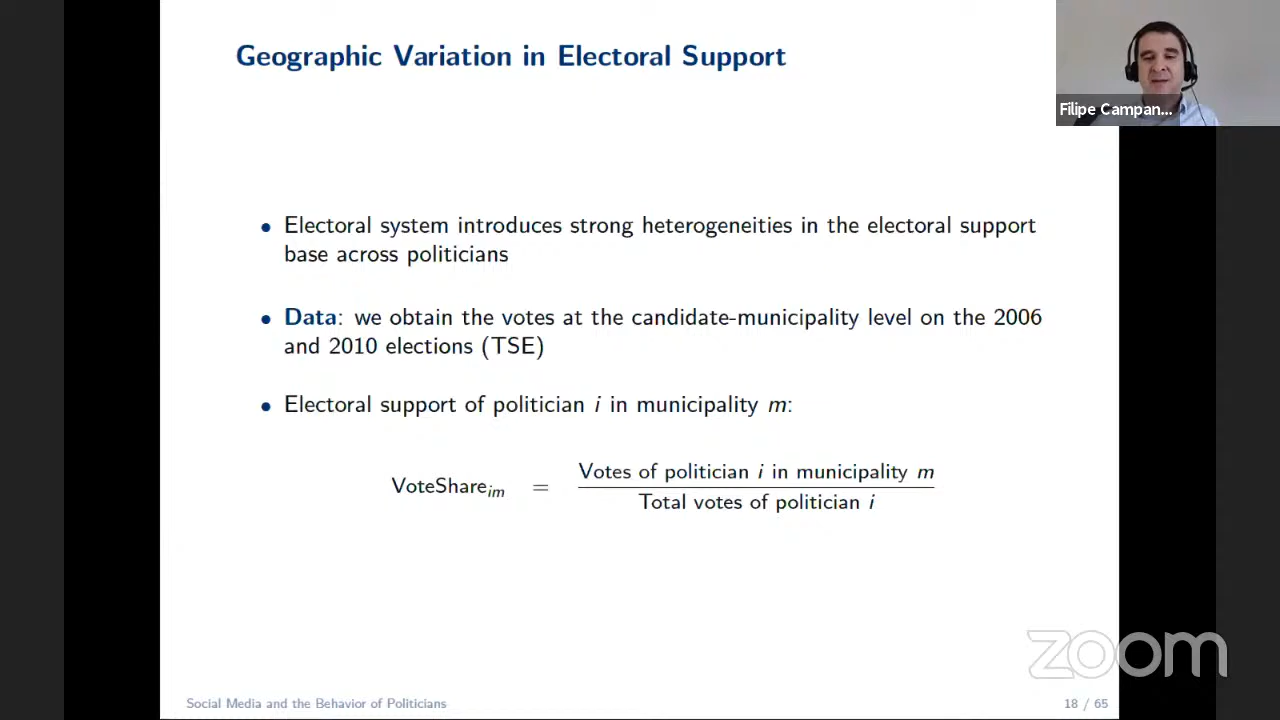 Geographic Variation in Electoral Support
Filipe Campan...
• Electoral system introduces strong heterogeneities in the electoral support
base across politicians
• Data: we obtain the votes at the candidate-municipality level on the 2006
and 2010 elections (TSE)
• Electoral support of politician i in municipality m:
VoteShareim = Votes of politician i in municipality m
Total votes of politician i
zoom
Social Media and the Behavior of Politicians
18 / 65